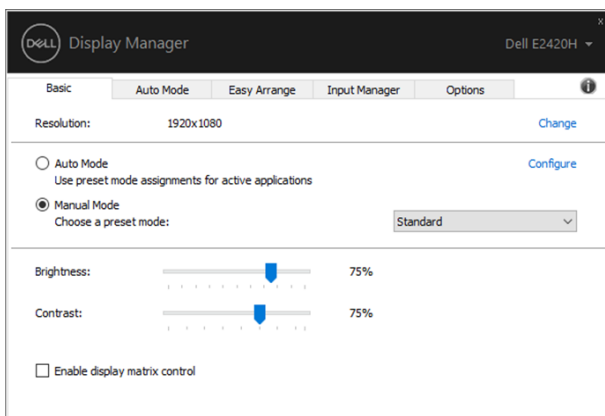 x
DELL Display Manager Dell E2420H
Basic Auto Mode Easy Arrange Input Manager Options i
Resolution: 1920x1080 Change
Auto Mode Configure
Use preset mode assignments for active applications
Manual Mode
Choose a preset mode: Standard
Brightness: 75%
Contrast: 75%
Enable display matrix control